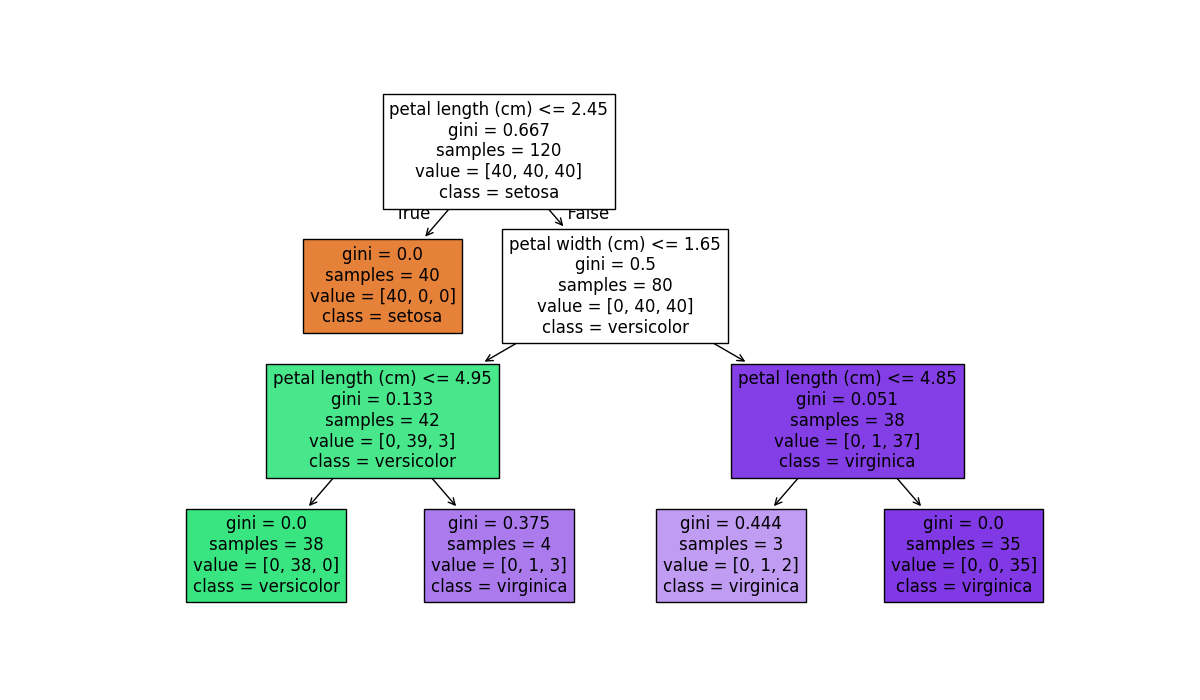 petal length (cm) <= 2.45
gini = 0.667
samples = 120
value = [40, 40, 40]
class = setosa
True
False
gini = 0.0
samples = 40
value = [40, 0, 0]
class = setosa
petal width (cm) <= 1.65
gini = 0.5
samples = 80
value = [0, 40, 40]
class = versicolor
petal length (cm) <= 4.95
gini = 0.133
samples = 42
value = [0, 39, 3]
class = versicolor
petal length (cm) <= 4.85
gini = 0.051
samples = 38
value = [0, 1, 37]
class = virginica
gini = 0.0
samples = 38
value = [0, 38, 0]
class = versicolor
gini = 0.375
samples = 4
value = [0, 1, 3]
class = virginica
gini = 0.444
samples = 3
value = [0, 1, 2]
class = virginica
gini = 0.0
samples = 35
value = [0, 0, 35]
class = virginica